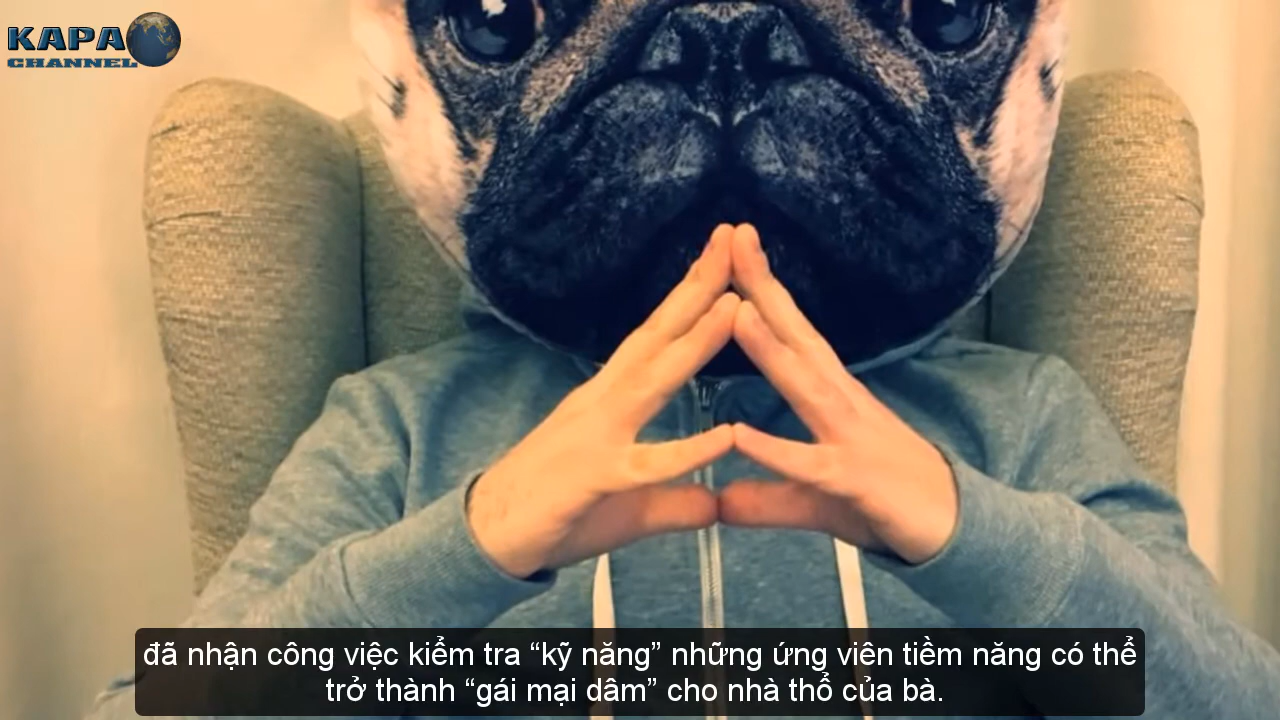 KAPA
CHANNEL
đã nhận công việc kiểm tra “kỹ năng” những ứng viên tiềm năng có thể
trở thành “gái mại dâm” cho nhà thổ của bà.